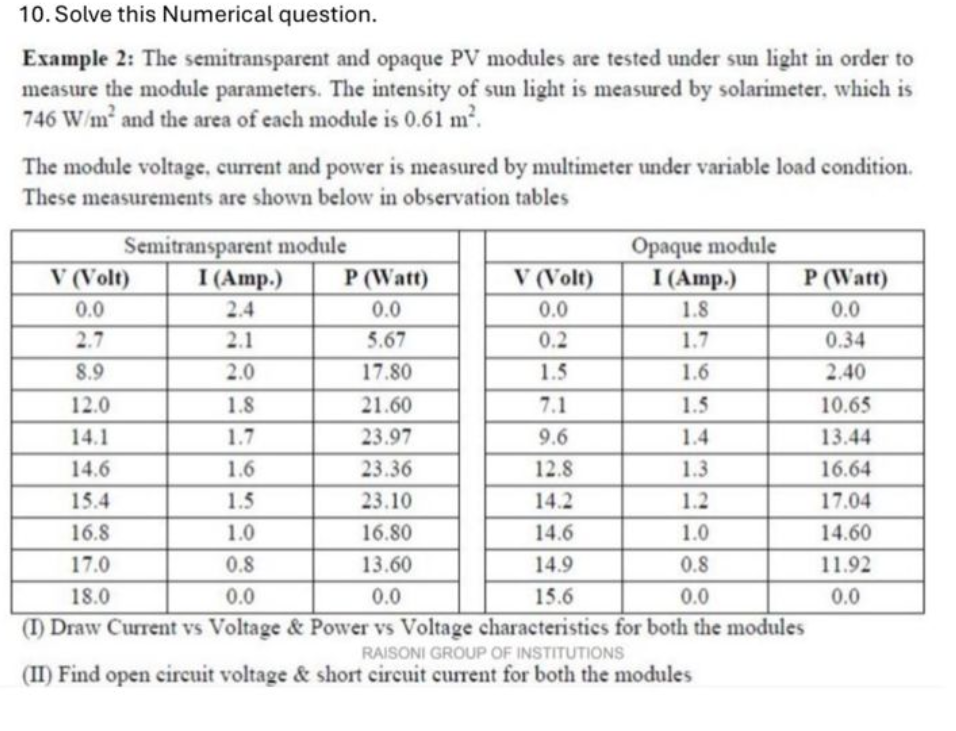 10. Solve this Numerical question.
Example 2: The semitransparent and opaque PV modules are tested under sun light in order to
measure the module parameters. The intensity of sun light is measured by solarimeter, which is
746 W/m² and the area of each module is 0.61 m².
The module voltage, current and power is measured by multimeter under variable load condition.
These measurements are shown below in observation tables
Semitransparent module Opaque module
V (Volt) I (Amp.) P (Watt) V (Volt) I (Amp.) P (Watt)
0.0 2.4 0.0 0.0 1.8 0.0
2.7 2.1 5.67 0.2 1.7 0.34
8.9 2.0 17.80 1.5 1.6 2.40
12.0 1.8 21.60 7.1 1.5 10.65
14.1 1.7 23.97 9.6 1.4 13.44
14.6 1.6 23.36 12.8 1.3 16.64
15.4 1.5 23.10 14.2 1.2 17.04
16.8 1.0 16.80 14.6 1.0 14.60
17.0 0.8 13.60 14.9 0.8 11.92
18.0 0.0 0.0 15.6 0.0 0.0
(I) Draw Current vs Voltage & Power vs Voltage characteristics for both the modules
RAISONI GROUP OF INSTITUTIONS
(II) Find open circuit voltage & short circuit current for both the modules